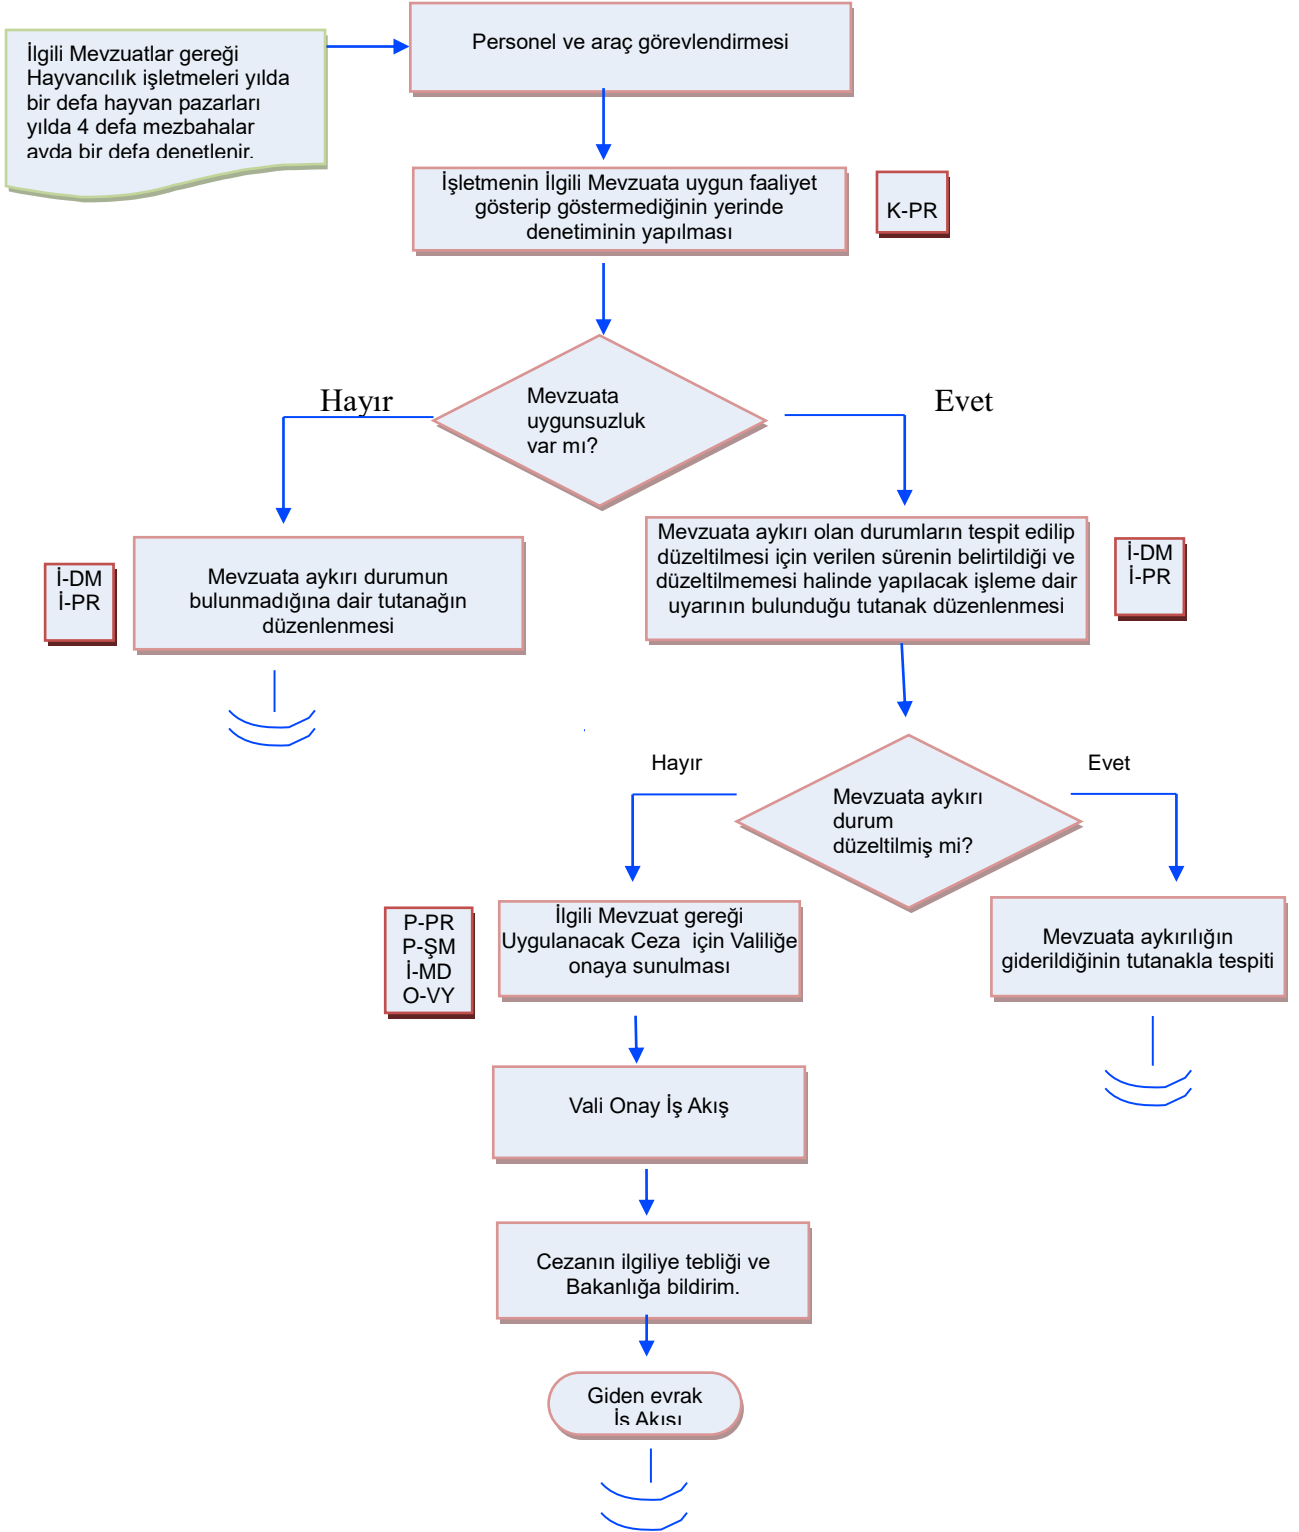 İlgili Mevzuatlar gereği
Hayvancılık işletmeleri yılda
bir defa hayvan pazarları
yılda 4 defa mezbahalar
ayda bir defa denetlenir.
Personel ve araç görevlendirmesi
İşletmenin İlgili Mevzuata uygun faaliyet
gösterip göstermediğinin yerinde
denetiminin yapılması
K-PR
Hayır
Mevzuata
uygunsuzluk
var mı?
Evet
İ-DM
İ-PR
Mevzuata aykırı durumun
bulunmadığına dair tutanağın
düzenlenmesi
Mevzuata aykırı olan durumların tespit edilip
düzeltilmesi için verilen sürenin belirtildiği ve
düzeltilmemesi halinde yapılacak işleme dair
uyarının bulunduğu tutanak düzenlenmesi
İ-DM
İ-PR
Hayır
Evet
Mevzuata aykırı
durum
düzeltilmiş mi?
P-PR
P-ŞM
İ-MD
O-VY
İlgili Mevzuat gereği
Uygulanacak Ceza  için Valiliğe
onaya sunulması
Mevzuata aykırılığın
giderildiğinin tutanakla tespiti
Vali Onay İş Akış
Cezanın ilgiliye tebliği ve
Bakanlığa bildirim.
Giden evrak
İş Akışı